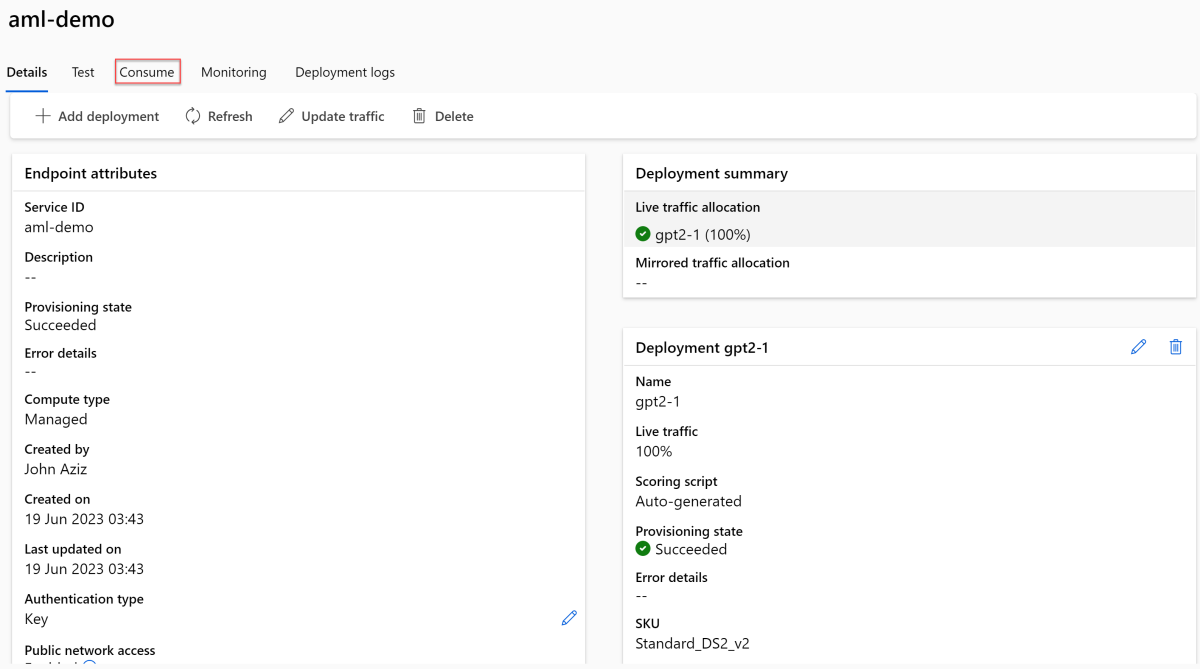 aml-demo
Details Test Consume Monitoring Deployment logs
Add deployment Refresh Update traffic Delete
Endpoint attributes
Service ID
aml-demo
Description
--
Provisioning state
Succeeded
Error details
--
Compute type
Managed
Created by
John Aziz
Created on
19 Jun 2023 03:43
Last updated on
19 Jun 2023 03:43
Authentication type
Key
Public network access
Deployment summary
Live traffic allocation
gpt2-1 (100%)
Mirrored traffic allocation
--
Deployment gpt2-1
Name
gpt2-1
Live traffic
100%
Scoring script
Auto-generated
Provisioning state
Succeeded
Error details
--
SKU
Standard_DS2_v2